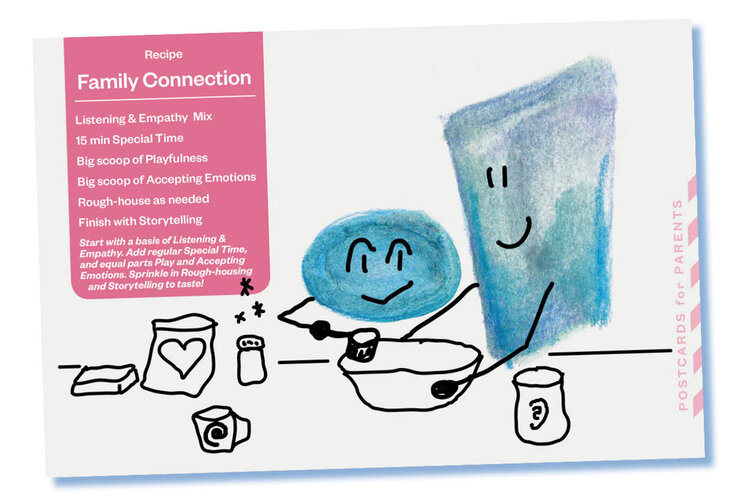 Recipe
Family Connection
Listening & Empathy Mix
15 min Special Time
Big scoop of Playfulness
Big scoop of Accepting Emotions
Rough-house as needed
Finish with Storytelling
Start with a basis of Listening &
Empathy. Add regular Special Time,
and equal parts Play and Accepting
Emotions. Sprinkle in Rough-housing
and Storytelling to taste!
POSTCARDS for PARENTS